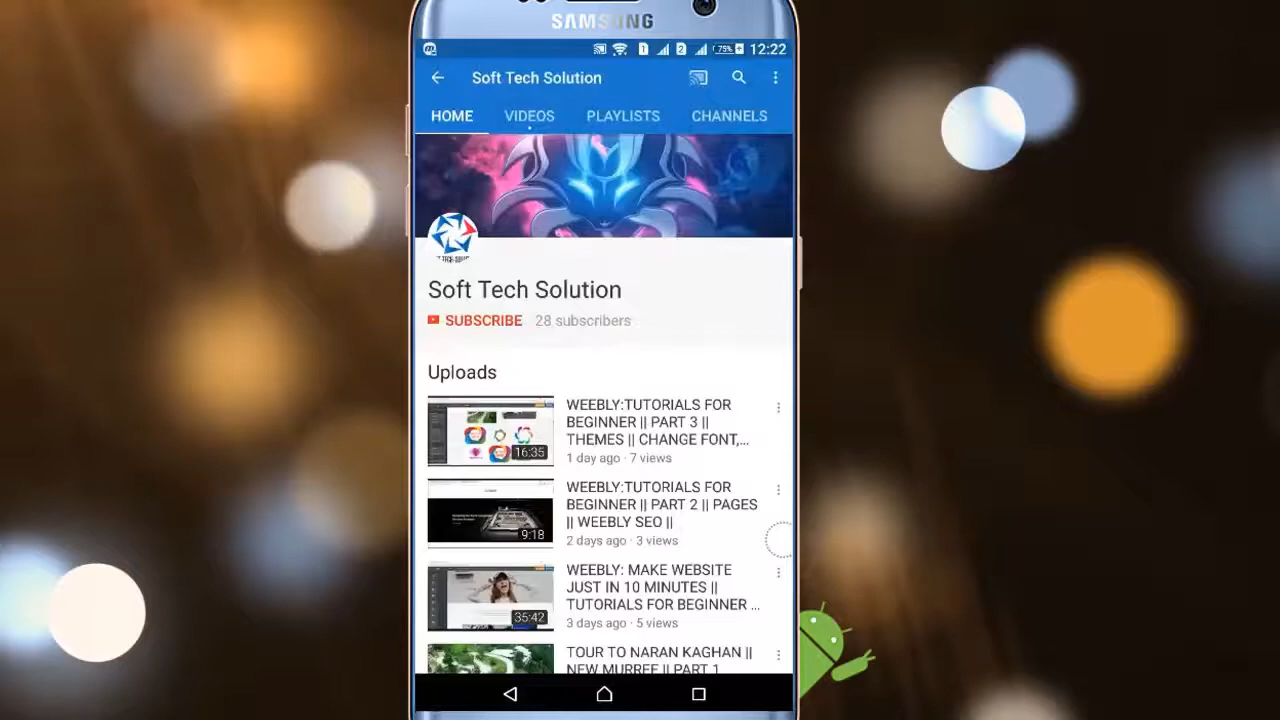 SAMSUNG
1 2 79% 12:22
Soft Tech Solution
HOME VIDEOS PLAYLISTS CHANNELS
Soft Tech Solution
SUBSCRIBE 28 subscribers
Uploads
WEEBLY:TUTORIALS FOR
BEGINNER || PART 3 ||
THEMES || CHANGE FONT,...
16:35
1 day ago · 7 views
WEEBLY:TUTORIALS FOR
BEGINNER || PART 2 || PAGES
|| WEEBLY SEO ||
9:18
2 days ago · 3 views
WEEBLY: MAKE WEBSITE
JUST IN 10 MINUTES ||
TUTORIALS FOR BEGINNER ...
35:42
3 days ago · 5 views
TOUR TO NARAN KAGHAN ||
NEW MURREE || PART 1